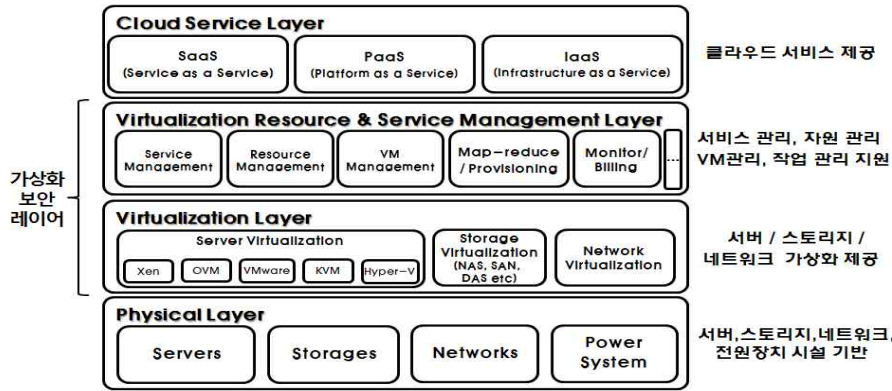 Cloud Service Layer
SaaS
(Service as a Service)
PaaS
(Platform as a Service)
IaaS
(Infrastructure as a Service)
클라우드 서비스 제공
Virtualization Resource & Service Management Layer
Service
Management
Resource
Management
VM
Management
Map-reduce
/ Provisioning
Monitor/
Billing
...
서비스 관리, 자원 관리
VM관리, 작업 관리 지원
가상화
보안
레이어
Virtualization Layer
Server Virtualization
Xen
OVM
VMware
KVM
Hyper-V
Storage
Virtualization
(NAS, SAN,
DAS etc)
Network
Virtualization
서버 / 스토리지 /
네트워크 가상화 제공
Physical Layer
Servers
Storages
Networks
Power
System
서버,스토리지,네트워크,
전원장치 시설 기반